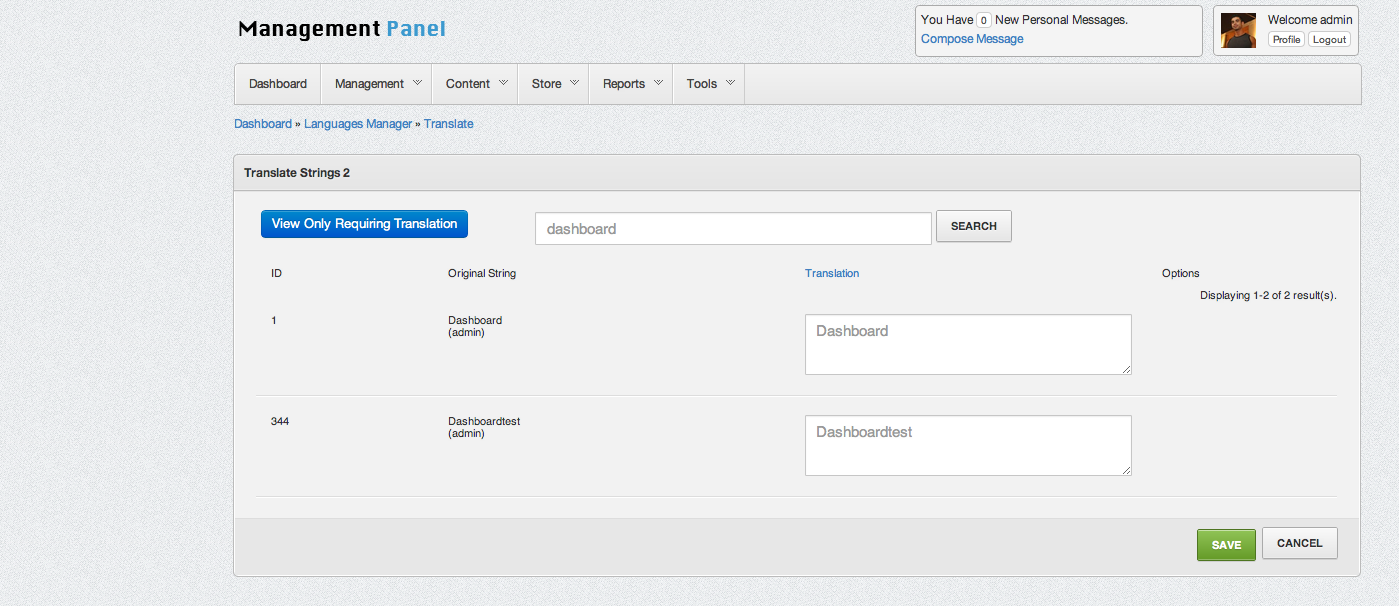 Management Panel
You Have 0 New Personal Messages.
Compose Message
Welcome admin
Profile Logout
Dashboard Management Content Store Reports Tools
Dashboard » Languages Manager » Translate
Translate Strings 2
View Only Requiring Translation dashboard SEARCH
ID Original String Translation Options
Displaying 1-2 of 2 result(s).
1 Dashboard Dashboard
(admin)
344 Dashboardtest Dashboardtest
(admin)
SAVE CANCEL